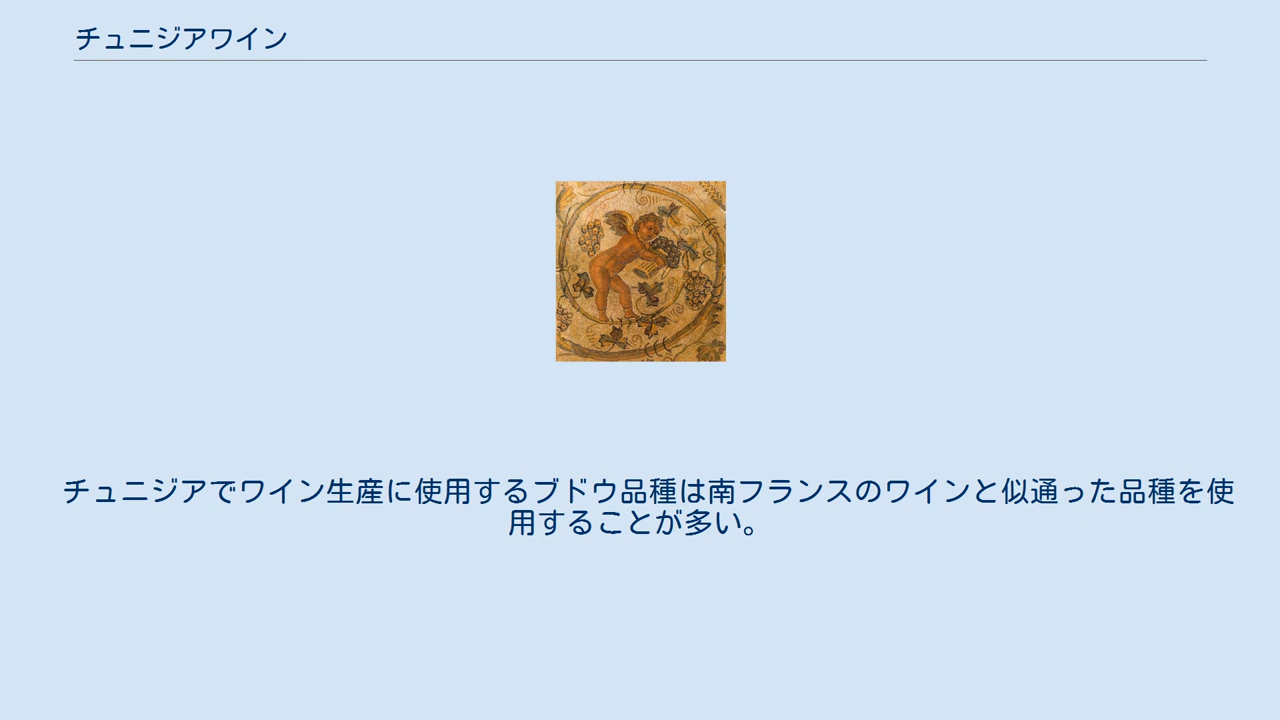 チュニジアワイン
チュニジアでワイン生産に使用するブドウ品種は南フランスのワインと似通った品種を使
用することが多い。